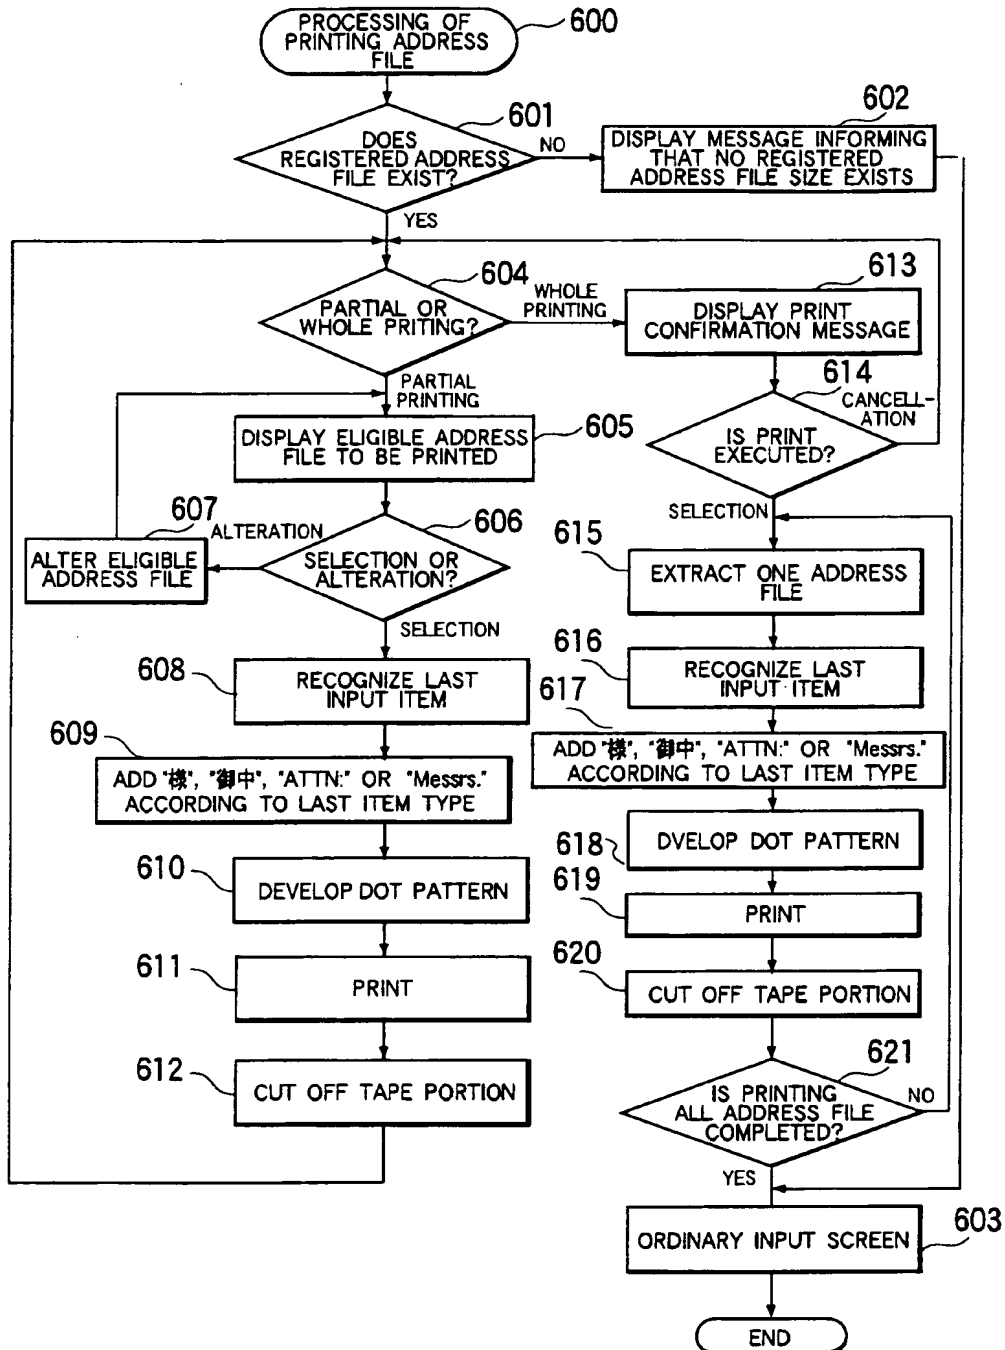 PROCESSING OF
PRINTING ADDRESS
FILE
600
601
DOES
REGISTERED ADDRESS
FILE EXIST?
NO
602
DISPLAY MESSAGE INFORMING
THAT NO REGISTERED
ADDRESS FILE SIZE EXISTS
YES
604
PARTIAL OR
WHOLE PRITING?
WHOLE
PRINTING
613
DISPLAY PRINT
CONFIRMATION MESSAGE
PARTIAL
PRINTING
614
CANCELL-
ATION
IS PRINT
EXECUTED?
605
DISPLAY ELIGIBLE ADDRESS
FILE TO BE PRINTED
607
ALTERATION
606
ALTER ELIGIBLE
ADDRESS FILE
SELECTION OR
ALTERATION?
SELECTION
SELECTION
615
EXTRACT ONE ADDRESS
FILE
608
RECOGNIZE LAST
INPUT ITEM
616
RECOGNIZE LAST
INPUT ITEM
609
ADD "様", "御中", "ATTN:" OR "Messrs."
ACCORDING TO LAST ITEM TYPE
617
ADD "様", "御中", "ATTN:" OR "Messrs."
ACCORDING TO LAST ITEM TYPE
610
DEVELOP DOT PATTERN
618
DVELOP DOT PATTERN
611
PRINT
619
PRINT
612
CUT OFF TAPE PORTION
620
CUT OFF TAPE PORTION
621
IS PRINTING
ALL ADDRESS FILE
COMPLETED?
NO
YES
603
ORDINARY INPUT SCREEN
END